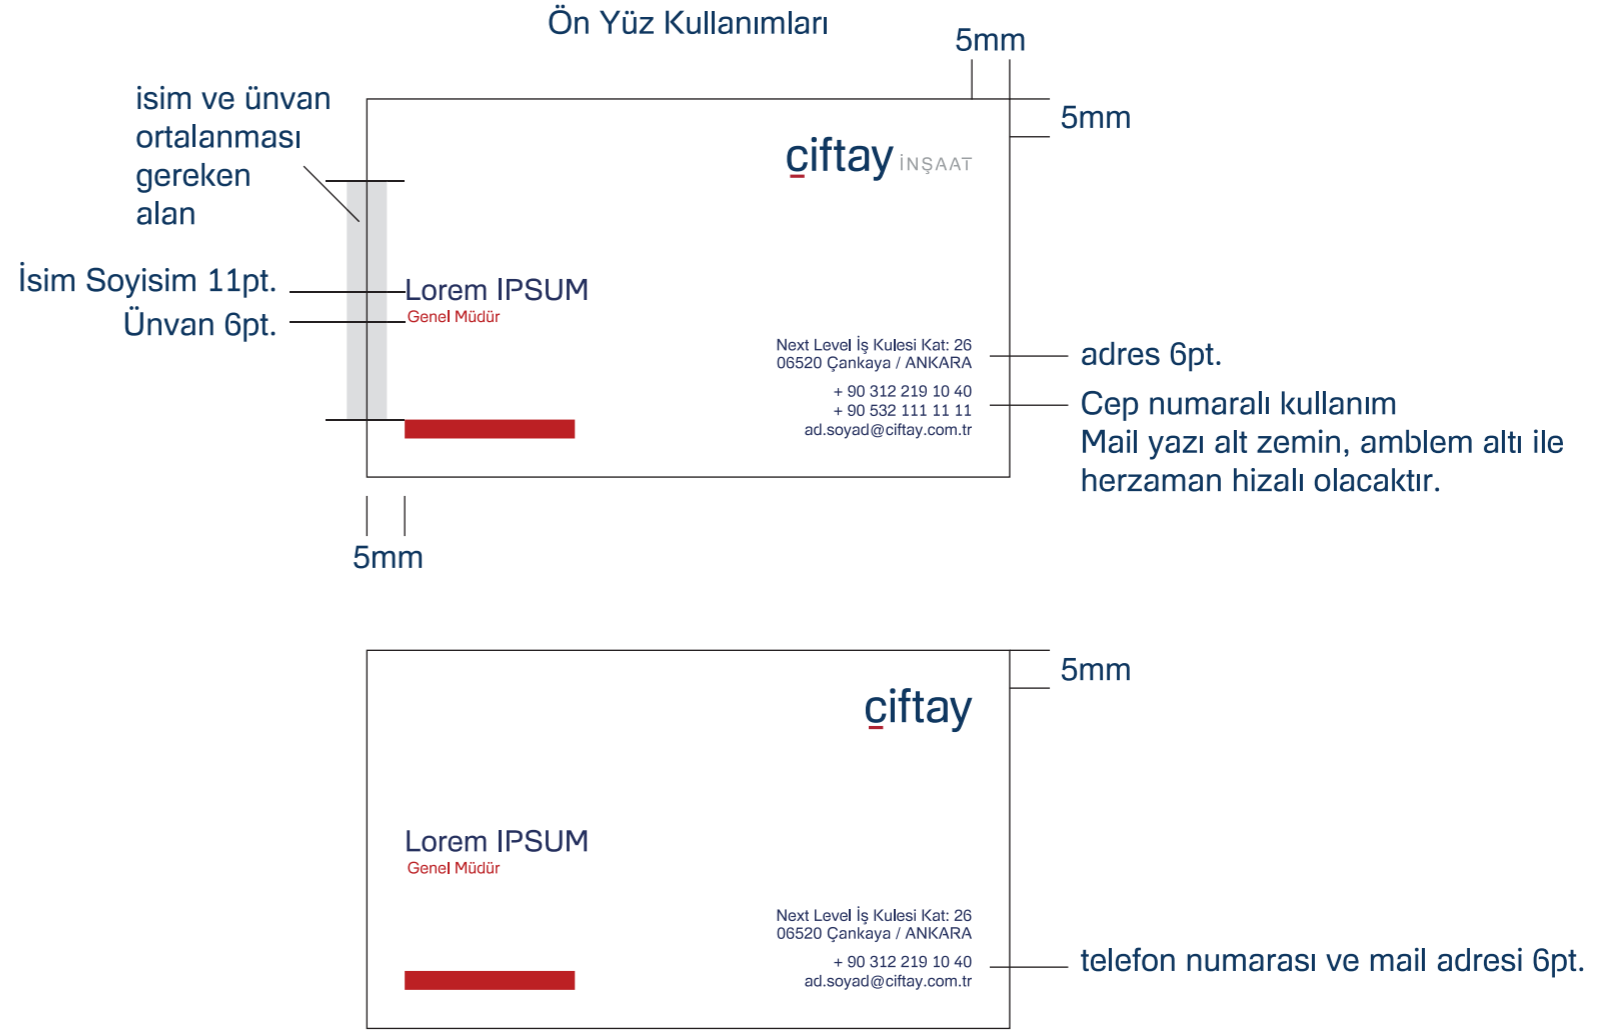 Ön Yüz Kullanımları
5mm
5mm
isim ve ünvan
ortalanması
gereken
alan
çiftay İNŞAAT
İsim Soyisim 11pt.
Lorem IPSUM
Ünvan 6pt.
Genel Müdür
Next Level İş Kulesi Kat: 26
06520 Çankaya / ANKARA
adres 6pt.
+ 90 312 219 10 40
+ 90 532 111 11 11
ad.soyad@ciftay.com.tr
Cep numaralı kullanım
Mail yazı alt zemin, amblem altı ile
herzaman hizalı olacaktır.
5mm
5mm
çiftay
Lorem IPSUM
Genel Müdür
Next Level İş Kulesi Kat: 26
06520 Çankaya / ANKARA
+ 90 312 219 10 40
ad.soyad@ciftay.com.tr
telefon numarası ve mail adresi 6pt.